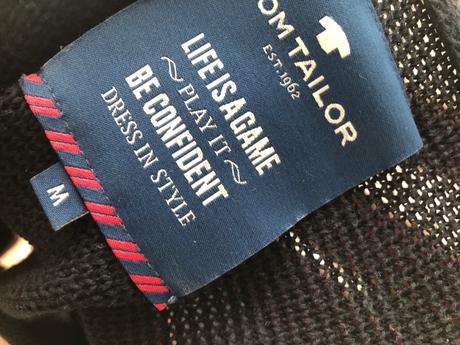 OM TAILOR
EST. 1962
LIFE IS A GAME
PLAY IT
BE CONFIDENT
DRESS IN STYLE
M